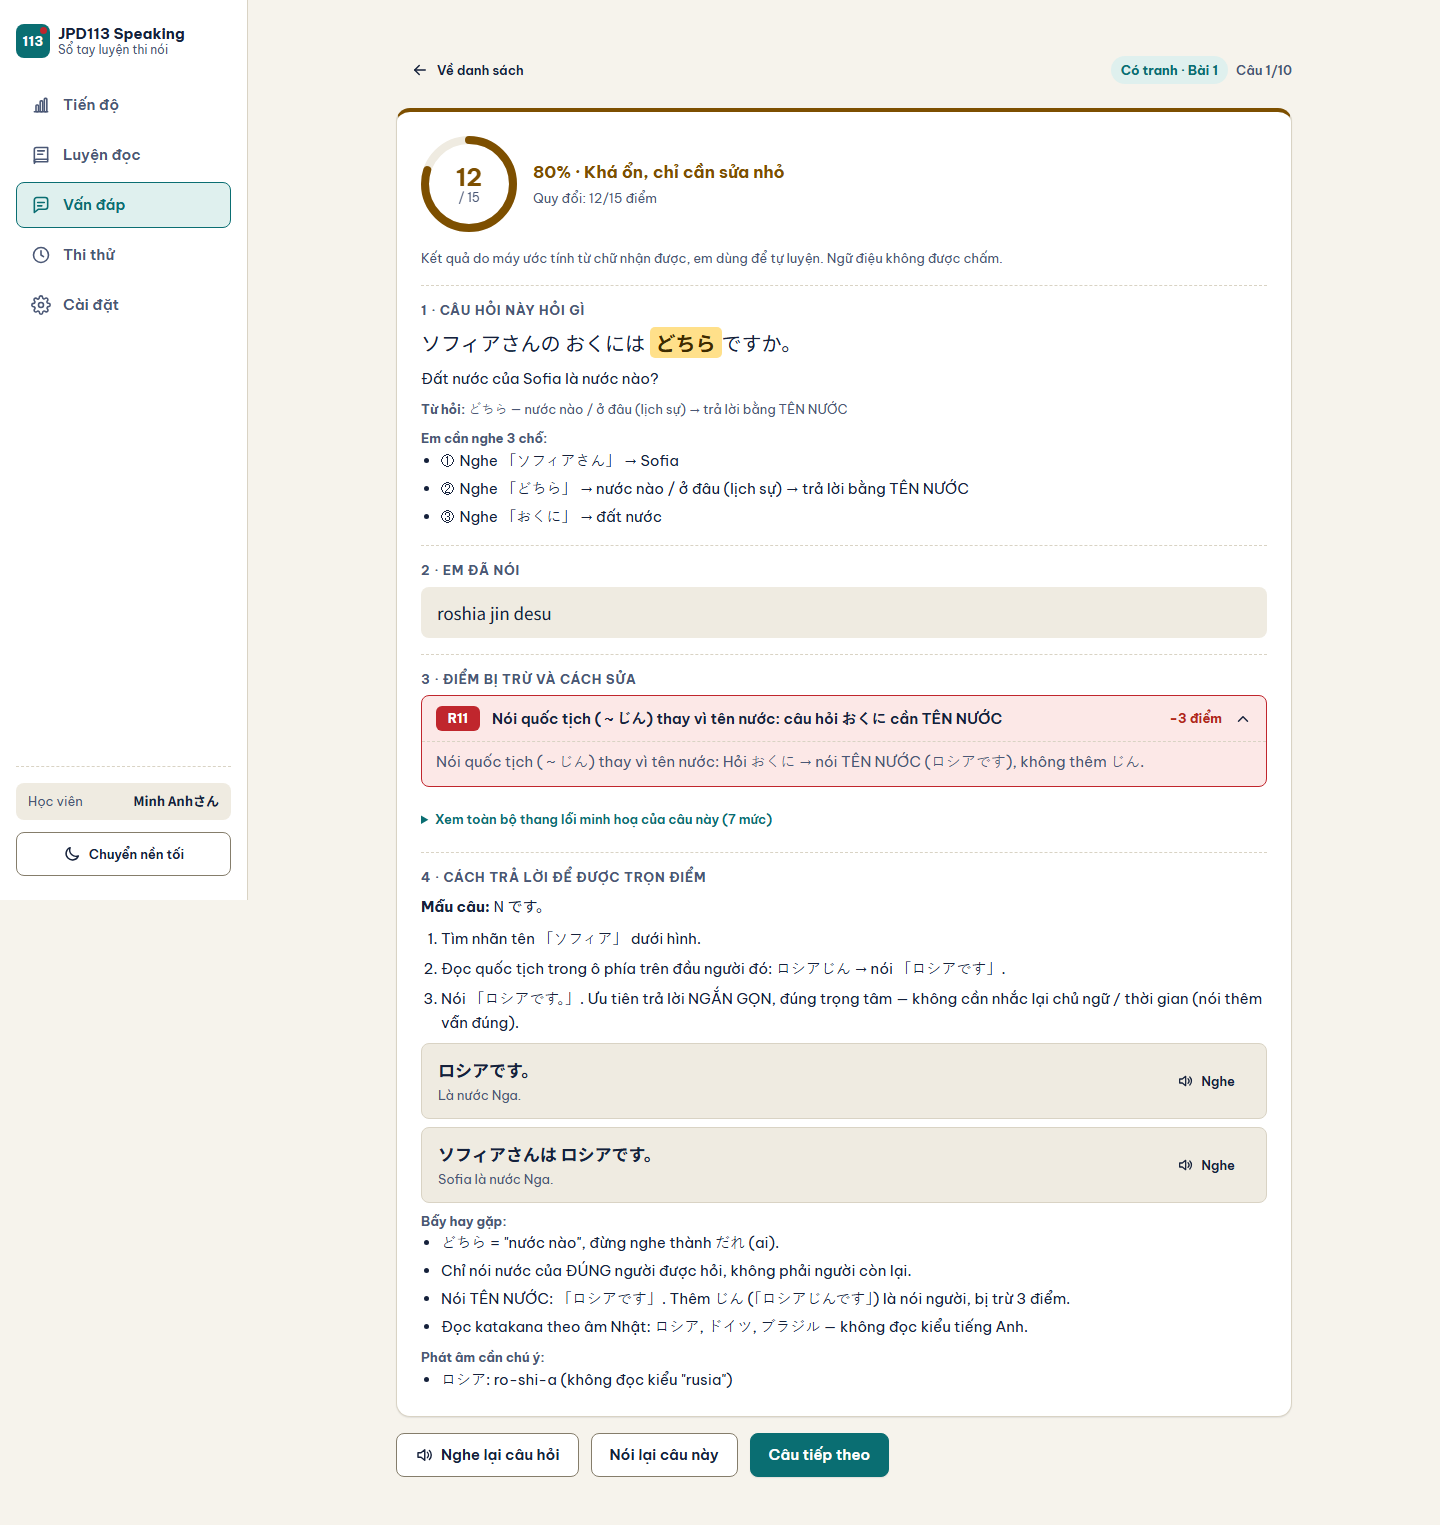 113
JPD113 Speaking
Sổ tay luyện thi nói
Tiến độ
Luyện đọc
Vấn đáp
Thi thử
Cài đặt
Học viên
Minh Anhさん
Chuyển nền tối
Về danh sách
Có tranh · Bài 1
Câu 1/10
12
/ 15
80% · Khá ổn, chỉ cần sửa nhỏ
Quy đổi: 12/15 điểm
Kết quả do máy ước tính từ chữ nhận được, em dùng để tự luyện. Ngữ điệu không được chấm.
1 · CÂU HỎI NÀY HỎI GÌ
ソフィアさんの おくには どちらですか。
Đất nước của Sofia là nước nào?
Từ hỏi: どちら — nước nào / ở đâu (lịch sự) → trả lời bằng TÊN NƯỚC
Em cần nghe 3 chỗ:
• ① Nghe 「ソフィアさん」 → Sofia
• ② Nghe 「どちら」 → nước nào / ở đâu (lịch sự) → trả lời bằng TÊN NƯỚC
• ③ Nghe 「おくに」 → đất nước
2 · EM ĐÃ NÓI
roshia jin desu
3 · ĐIỂM BỊ TRỪ VÀ CÁCH SỬA
R11 Nói quốc tịch (～じん) thay vì tên nước: câu hỏi おくに cần TÊN NƯỚC
-3 điểm
Nói quốc tịch (～じん) thay vì tên nước: Hỏi おくに → nói TÊN NƯỚC (ロシアです), không thêm じん.
Xem toàn bộ thang lỗi minh hoạ của câu này (7 mức)
4 · CÁCH TRẢ LỜI ĐỂ ĐƯỢC TRỌN ĐIỂM
Mẫu câu: N です。
1. Tìm nhãn tên 「ソフィア」 dưới hình.
2. Đọc quốc tịch trong ô phía trên đầu người đó: ロシアじん → nói 「ロシアです」.
3. Nói 「ロシアです。」. Ưu tiên trả lời NGẮN GỌN, đúng trọng tâm — không cần nhắc lại chủ ngữ / thời gian (nói thêm
vẫn đúng).
ロシアです。
Là nước Nga.
Nghe
ソフィアさんは ロシアです。
Sofia là nước Nga.
Nghe
Bẫy hay gặp:
• どちら = "nước nào", đừng nghe thành だれ (ai).
• Chỉ nói nước của ĐÚNG người được hỏi, không phải người còn lại.
• Nói TÊN NƯỚC: 「ロシアです」. Thêm じん (「ロシアじんです」) là nói người, bị trừ 3 điểm.
• Đọc katakana theo âm Nhật: ロシア, ドイツ, ブラジル — không đọc kiểu tiếng Anh.
Phát âm cần chú ý:
• ロシア: ro-shi-a (không đọc kiểu "rusia")
Nghe lại câu hỏi
Nói lại câu này
Câu tiếp theo